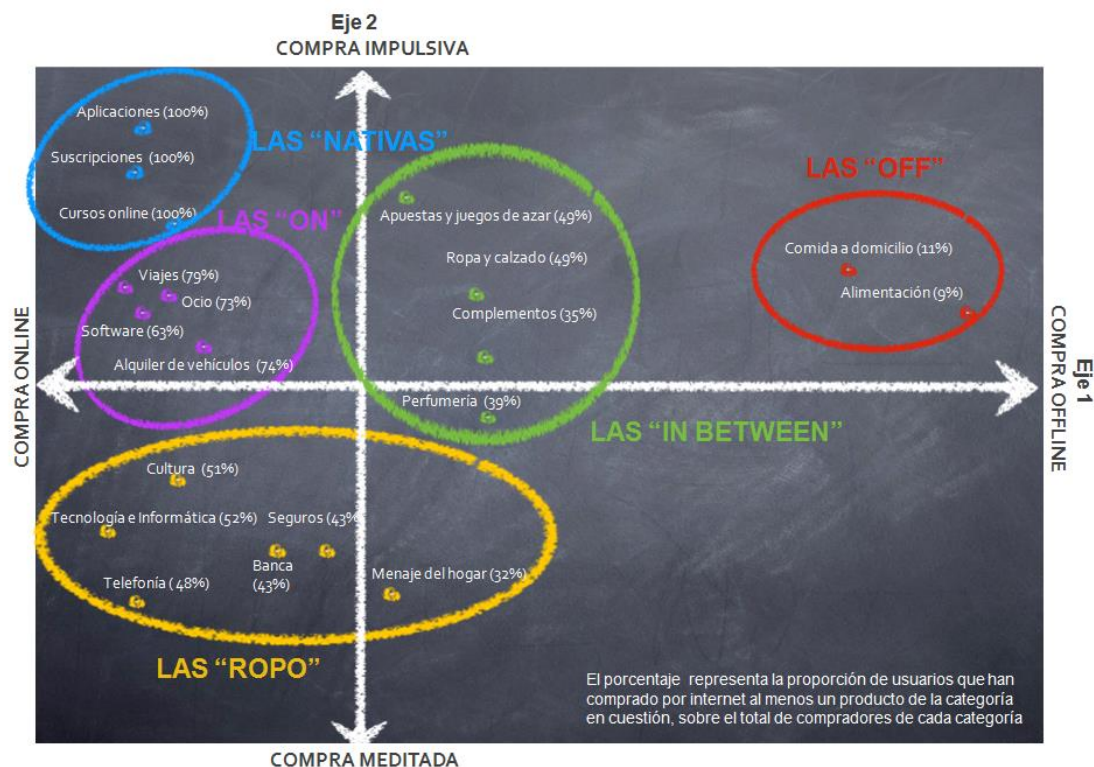 Eje 2
COMPRA IMPULSIVA
Aplicaciones (100%)
LAS “NATIVAS”
Suscripciones (100%)
LAS “OFF”
Cursos online (100%)
LAS “ON”
Apuestas y juegos de azar (49%)
Comida a domicilio (11%)
Ropa y calzado (49%)
Viajes (79%)
Ocio (73%)
Alimentación (9%)
Complementos (35%)
Software (63%)
Alquiler de vehículos (74%)
COMPRA ONLINE
Eje 1
COMPRA OFFLINE
Perfumería (39%)
LAS “IN BETWEEN”
Cultura (51%)
Tecnología e Informática (52%)
Seguros (43%
Banca
(43%)
Telefonía (48%)
Menaje del hogar (32%)
LAS “ROPO”
El porcentaje representa la proporción de usuarios que han
comprado por internet al menos un producto de la categoría
en cuestión, sobre el total de compradores de cada categoría
COMPRA MEDITADA